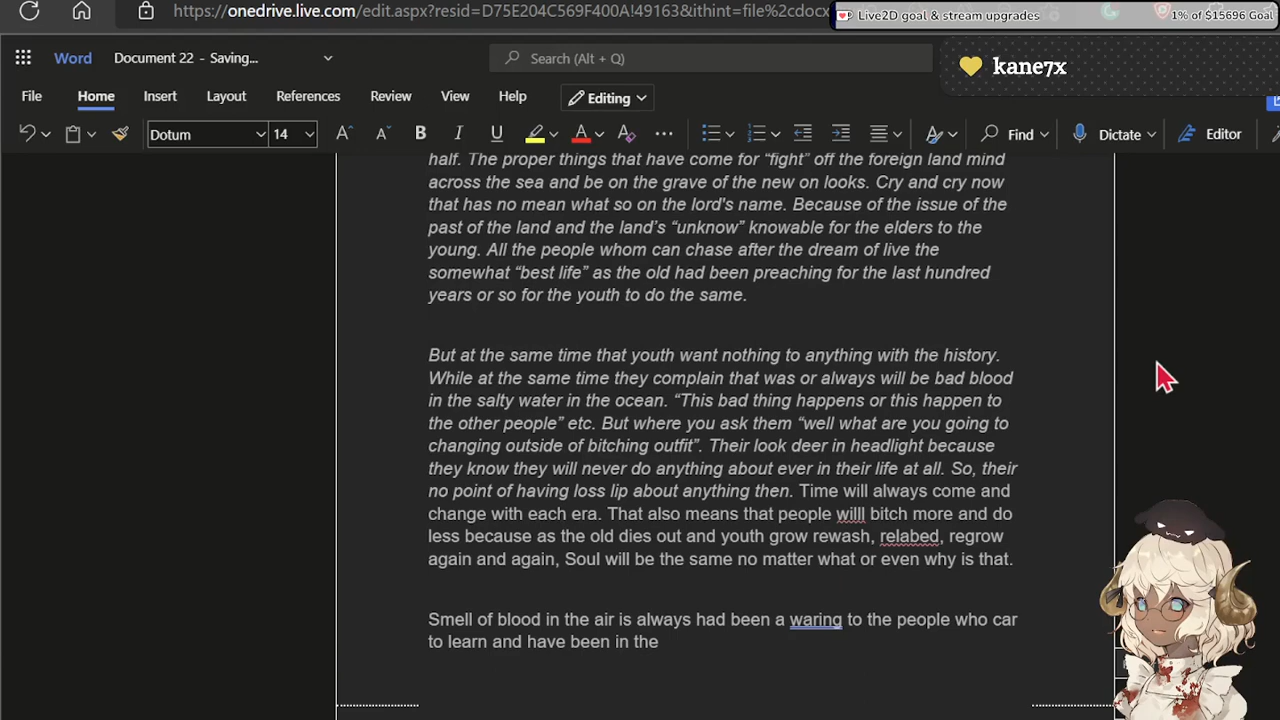 https://onedrive.live.com/edit.aspx?resid=D75E204C569F400A!49163&ithint=file%2cdocx
Live2D goal & stream upgrades
1% of $15696 Goal
Word
Document 22 - Saving...
Search (Alt + Q)
kane7x
File
Home
Insert
Layout
References
Review
View
Help
Editing
Dotum
14
B
I
U
Find
Dictate
Editor
half. The proper things that have come for “fight” off the foreign land mind
across the sea and be on the grave of the new on looks. Cry and cry now
that has no mean what so on the lord's name. Because of the issue of the
past of the land and the land’s “unknow” knowable for the elders to the
young. All the people whom can chase after the dream of live the
somewhat “best life” as the old had been preaching for the last hundred
years or so for the youth to do the same.
But at the same time that youth want nothing to anything with the history.
While at the same time they complain that was or always will be bad blood
in the salty water in the ocean. “This bad thing happens or this happen to
the other people” etc. But where you ask them “well what are you going to
changing outside of bitching outfit”. Their look deer in headlight because
they know they will never do anything about ever in their life at all. So, their
no point of having loss lip about anything then. Time will always come and
change with each era. That also means that people willl bitch more and do
less because as the old dies out and youth grow rewash, relabed, regrow
again and again, Soul will be the same no matter what or even why is that.
Smell of blood in the air is always had been a waring to the people who car
to learn and have been in the